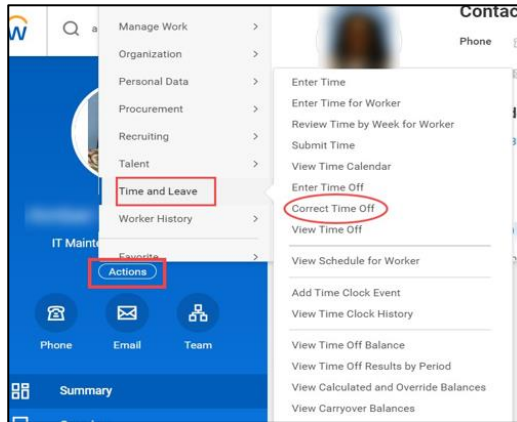 W
a
Manage Work
Organization
Personal Data
Procurement
Recruiting
Talent
Time and Leave
Worker History
Favorite
Enter Time
Enter Time for Worker
Review Time by Week for Worker
Submit Time
View Time Calendar
Enter Time Off
Correct Time Off
View Time Off
View Schedule for Worker
Add Time Clock Event
View Time Clock History
View Time Off Balance
View Time Off Results by Period
View Calculated and Override Balances
View Carryover Balances
Contac
Phone
IT Mainte
Actions
Phone Email Team
Summary